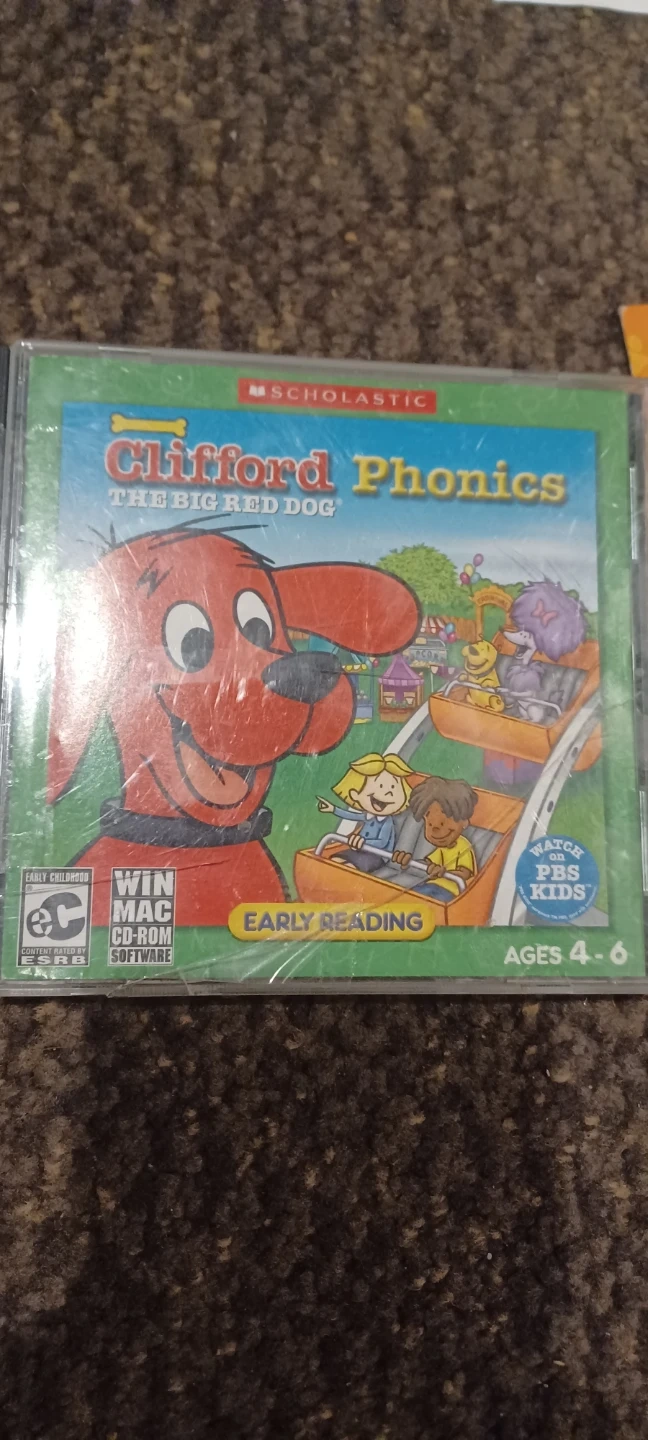 SCHOLASTIC
Clifford Phonics
THE BIG RED DOG®
WATCH
on
PBS
KIDS
EARLY CHILDHOOD
eC
CONTENT RATED BY
ESRB
WIN
MAC
CD-ROM
SOFTWARE
EARLY READING
AGES 4 - 6